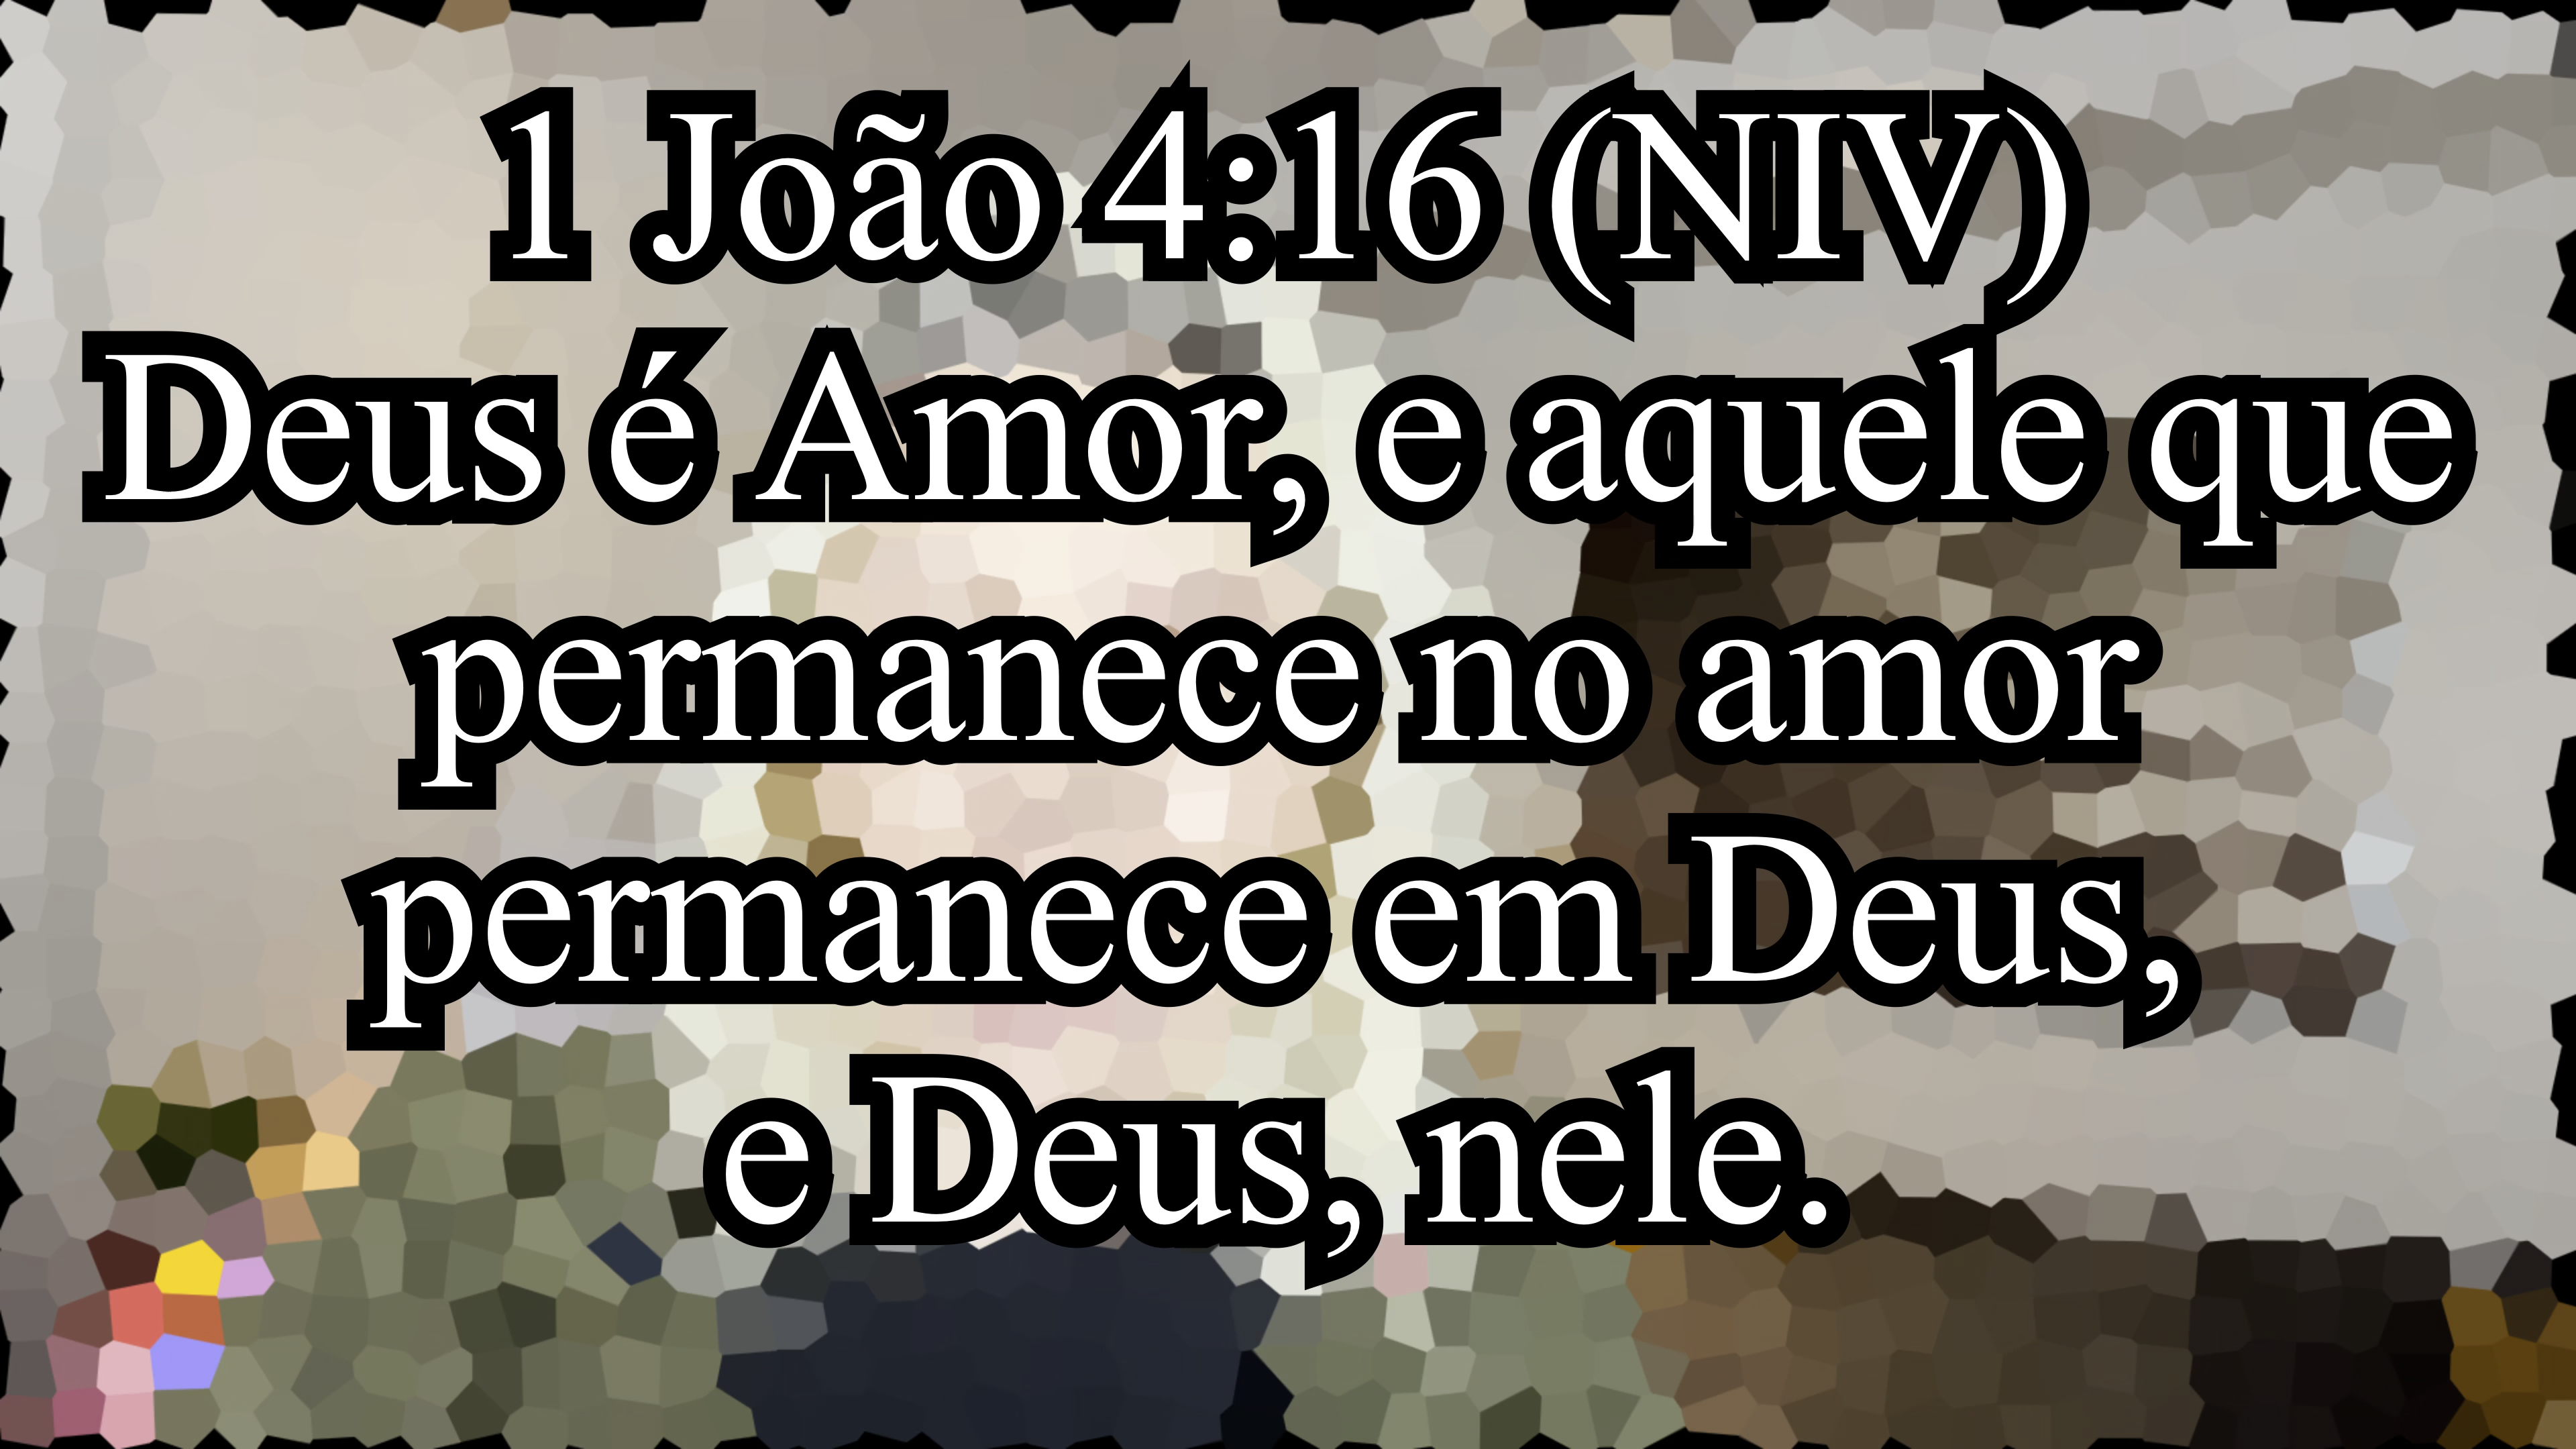 1 João 4:16 (NIV)
Deus é Amor, e aquele que
permanece no amor
permanece em Deus,
e Deus, nele.